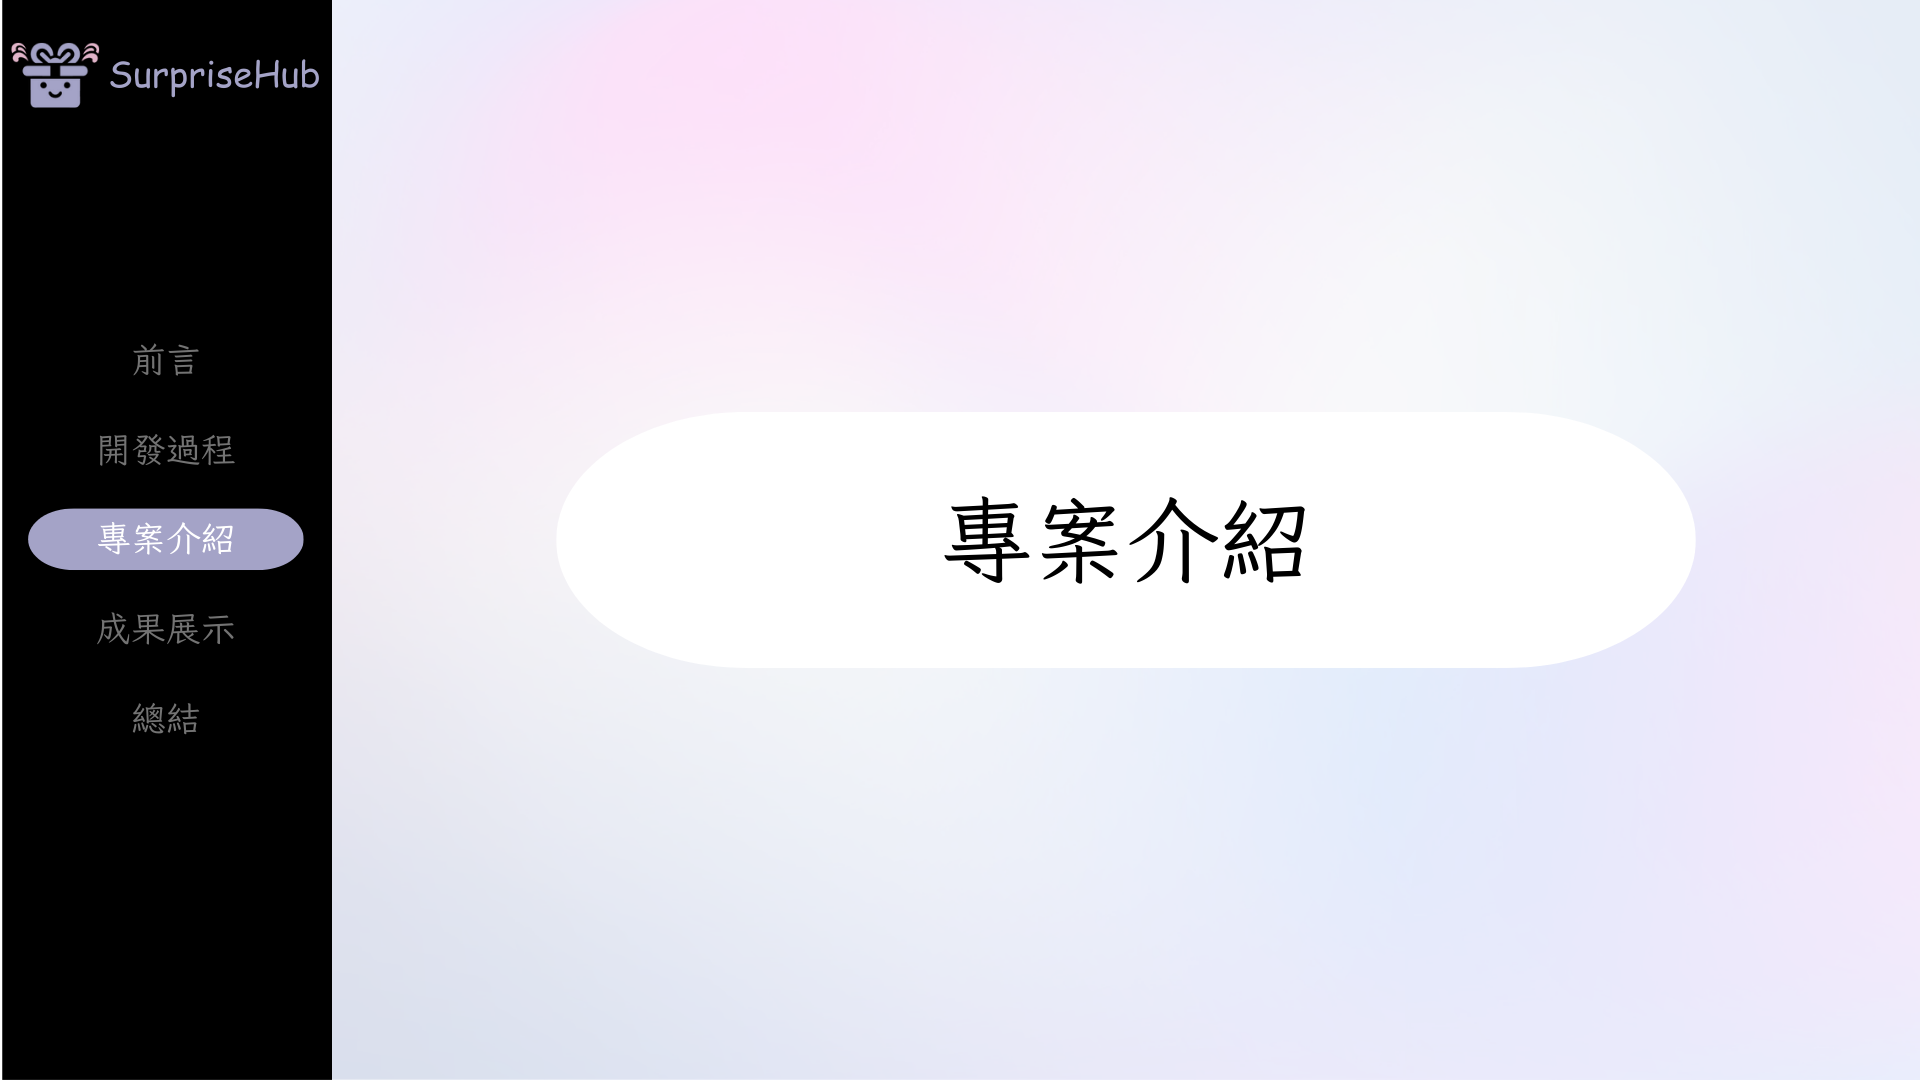 SurpriseHub
前言
開發過程
專案介紹
成果展示
總結
專案介紹